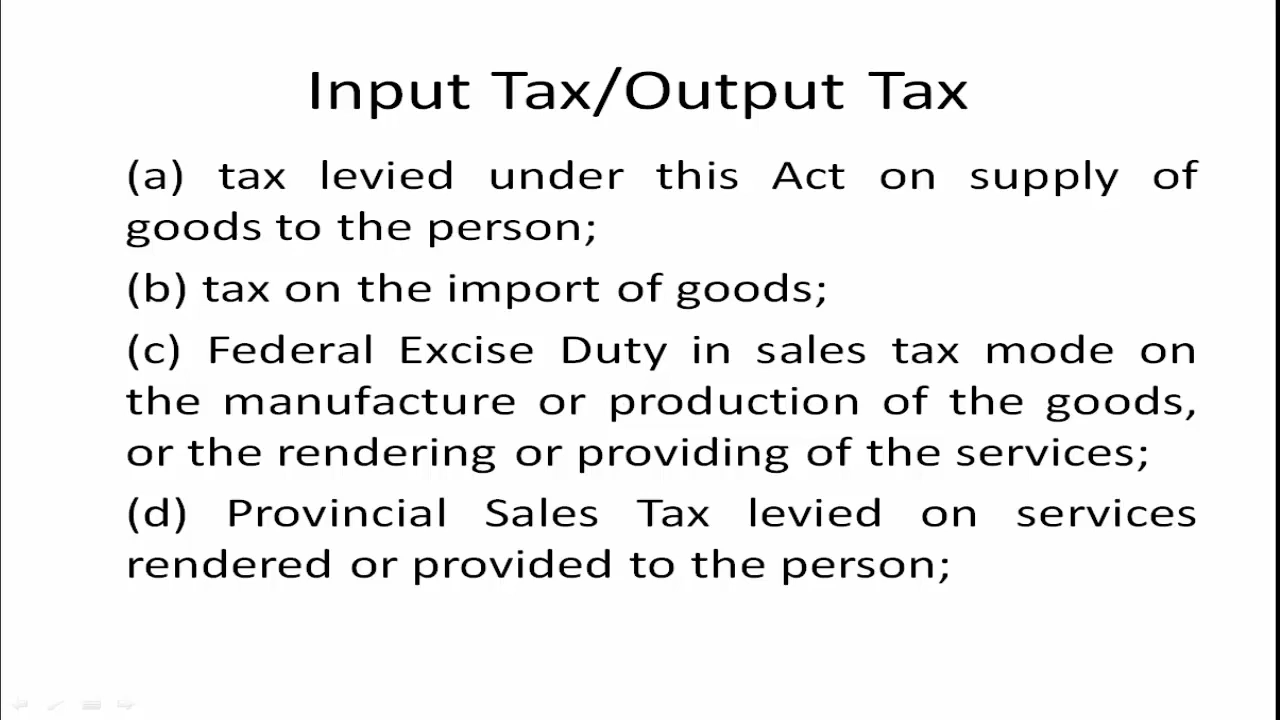 Input Tax/Output Tax
(a) tax levied under this Act on supply of
goods to the person;
(b) tax on the import of goods;
(c) Federal Excise Duty in sales tax mode on
the manufacture or production of the goods,
or the rendering or providing of the services;
(d) Provincial Sales Tax levied on services
rendered or provided to the person;